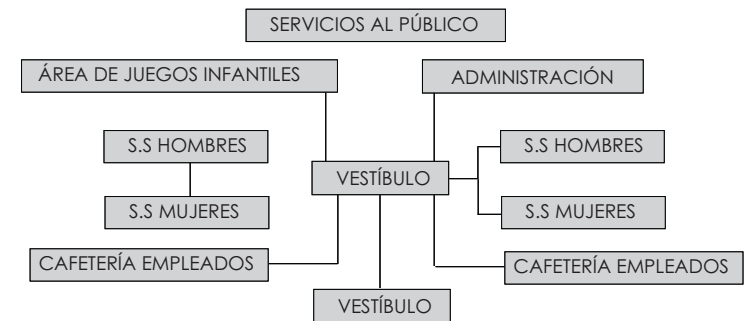 SERVICIOS AL PÚBLICO
ÁREA DE JUEGOS INFANTILES
ADMINISTRACIÓN
S.S HOMBRES
S.S HOMBRES
VESTÍBULO
S.S MUJERES
S.S MUJERES
CAFETERÍA EMPLEADOS
CAFETERÍA EMPLEADOS
VESTÍBULO